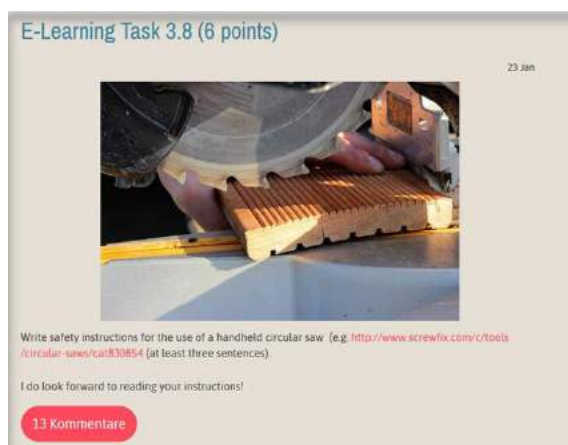 E-Learning Task 3.8 (6 points)
23 Jan
Write safety instructions for the use of a handheld circular saw (e.g. http://www.screwfix.com/c/tools
/circular-saws/cat830854 (at least three sentences).
I do look forward to reading your instructions!
13 Kommentare